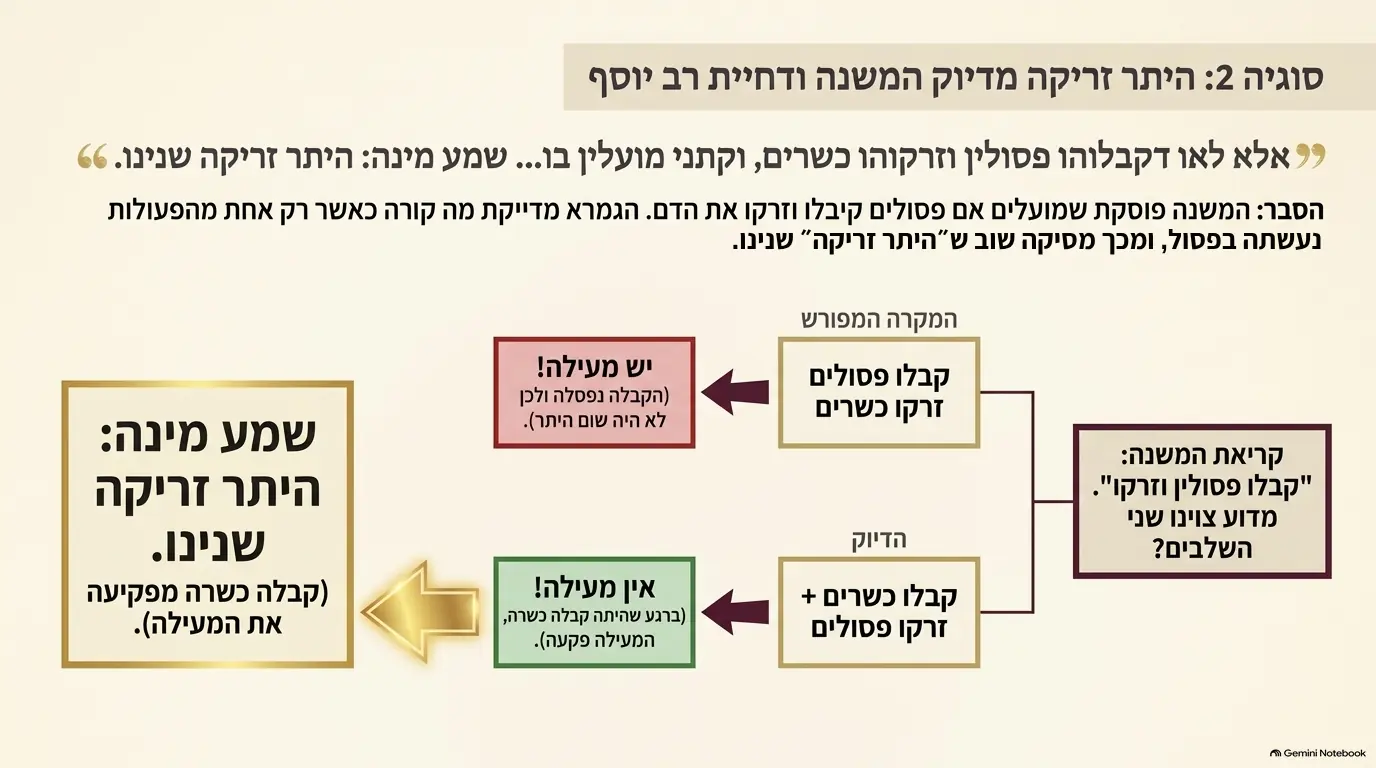 סוגיה 2: היתר זריקה מדיוק המשנה ודחיית רב יוסף
”אלא לאו דקבלוהו פסולין וזרקוהו כשרים, וקתני מועלין בו... שמע מינה: היתר זריקה שנינו.“
הסבר: המשנה פוסקת שמועלים אם פסולים קיבלו וזרקו את הדם. הגמרא מדייקת מה קורה כאשר רק אחת מהפעולות
נעשתה בפסול, ומכך מסיקה שוב ש״היתר זריקה״ שנינו.
קריאת המשנה:
"קבלו פסולין וזרקו".
מדוע צוינו שני
השלבים?
המקרה המפורש
קבלו פסולים
זרקו כשרים
יש מעילה!
(הקבלה נפסלה ולכן
לא היה שום היתר).
הדיוק
קבלו כשרים +
זרקו פסולים
אין מעילה!
(ברגע שהיתה קבלה כשרה,
המעילה פקעה).
שמע מינה:
היתר זריקה
שנינו.
(קבלה כשרה מפקיעה
את המעילה).
Gemini Notebook